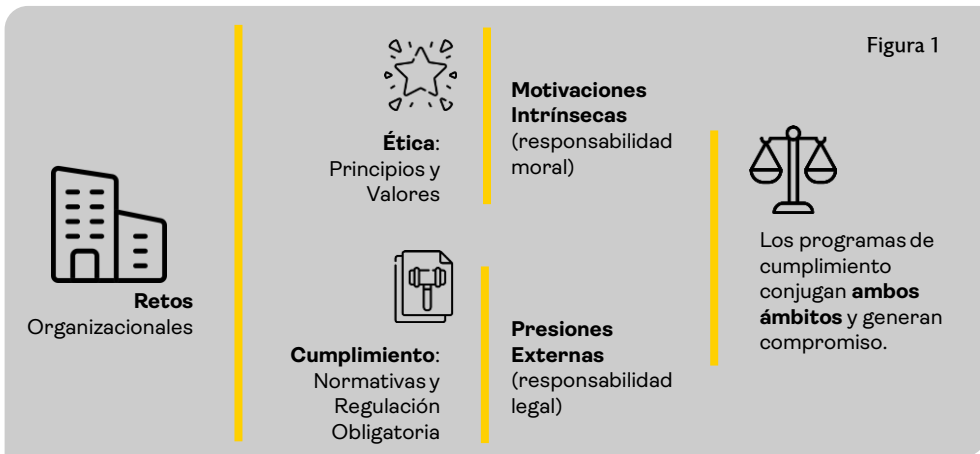 Figura 1
Retos
Organizacionales
Ética:
Principios y
Valores
Motivaciones
Intrínsecas
(responsabilidad
moral)
Cumplimiento:
Normativas y
Regulación
Obligatoria
Presiones
Externas
(responsabilidad
legal)
Los programas de
cumplimiento
conjugan ambos
ámbitos y generan
compromiso.